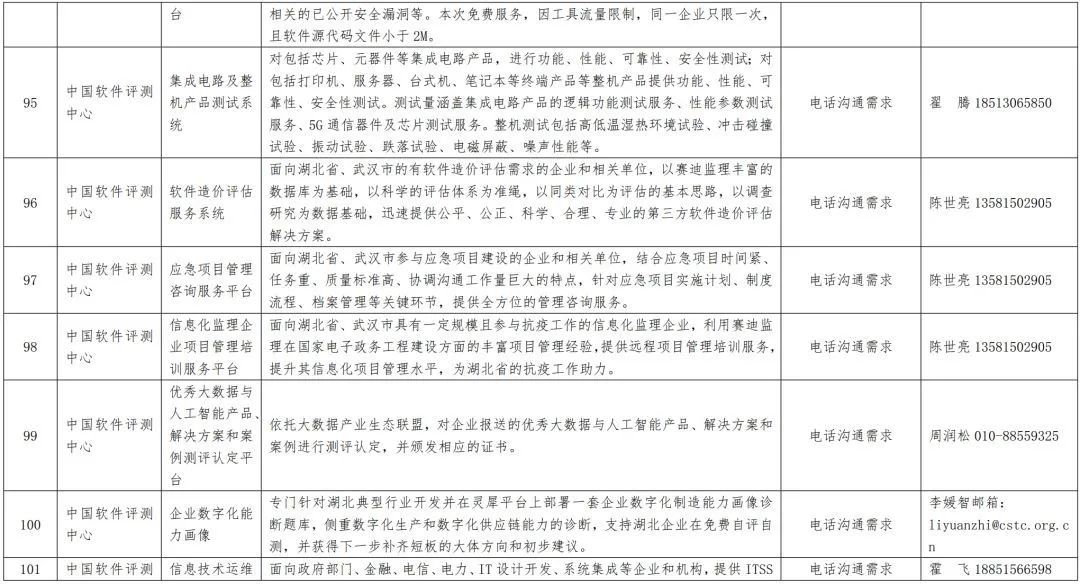 台
相关的已公开安全漏洞等。本次免费服务，因工具流量限制，同一企业只限一次，
且软件源代码文件小于 2M。
95
中国软件评测
中心
集成电路及整
机产品测试系
统
对包括芯片、元器件等集成电路产品，进行功能、性能、可靠性、安全性测试；对
包括打印机、服务器、台式机、笔记本等终端产品等整机产品提供功能、性能、可
靠性、安全性测试。测试量涵盖集成电路产品的逻辑功能测试服务、性能参数测试
服务、5G 通信器件及芯片测试服务。整机测试包括高低温湿热环境试验、冲击碰撞
试验、振动试验、跌落试验、电磁屏蔽、噪声性能等。
电话沟通需求
翟　腾 18513065850
96
中国软件评测
中心
软件造价评估
服务系统
面向湖北省、武汉市的有软件造价评估需求的企业和相关单位，以赛迪监理丰富的
数据库为基础，以科学的评估体系为准绳，以同类对比为评估的基本思路，以调查
研究为数据基础，迅速提供公平、公正、科学、合理、专业的第三方软件造价评估
解决方案。
电话沟通需求
陈世亮 13581502905
97
中国软件评测
中心
应急项目管理
咨询服务平台
面向湖北省、武汉市参与应急项目建设的企业和相关单位，结合应急项目时间紧、
任务重、质量标准高、协调沟通工作量巨大的特点，针对应急项目实施计划、制度
流程、档案管理等关键环节，提供全方位的管理咨询服务。
电话沟通需求
陈世亮 13581502905
98
中国软件评测
中心
信息化监理企
业项目管理培
训服务平台
面向湖北省、武汉市具有一定规模且参与抗疫工作的信息化监理企业，利用赛迪监
理在国家电子政务工程建设方面的丰富项目管理经验，提供远程项目管理培训服务，
提升其信息化项目管理水平，为湖北省的抗疫工作助力。
电话沟通需求
陈世亮 13581502905
99
中国软件评测
中心
优秀大数据与
人工智能产品、
解决方案和案
例测评认定平
台
依托大数据产业生态联盟，对企业报送的优秀大数据与人工智能产品、解决方案和
案例进行测评认定，并颁发相应的证书。
电话沟通需求
周润松 010-88559325
100
中国软件评测
中心
企业数字化能
力画像
专门针对湖北典型行业开发并在灵犀平台上部署一套企业数字化制造能力画像诊
断题库，侧重数字化生产和数字化供应链能力的诊断，支持湖北企业在免费自评自
测，并获得下一步补齐短板的大体方向和初步建议。
电话沟通需求
李媛智邮箱：
liyuanzhi@cstc.org.c
n
101
中国软件评测
信息技术运维
面向政府部门、金融、电信、电力、IT 设计开发、系统集成等企业和机构，提供 ITSS
电话沟通需求
霍　飞 18851566598